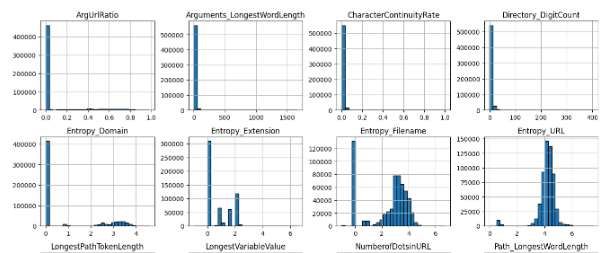 ArgUrlRatio Arguments_LongestWordLength CharacterContinuityRate Directory_DigitCount
400000 500000 500000 500000
300000 400000 400000 400000
200000 300000 300000 300000
100000 200000 200000 200000
100000 100000 100000
0 0 0 0
0.0 0.2 0.4 0.6 0.8 1.0 0 500 1000 1500 0.0 0.2 0.4 0.6 0.8 1.0 0 100 200 300 400
Entropy_Domain Entropy_Extension Entropy_Filename Entropy_URL
400000 300000 120000 150000
300000 250000 100000 125000
200000 200000 80000 100000
100000 150000 60000 75000
100000 40000 50000
50000 20000 25000
0 0 0 0
0 1 2 3 4 0 2 4 6 0 2 4 6 0 2 4 6
LongestPathTokenLength LongestVariableValue NumberofDotsinURL Path_LongestWordLength